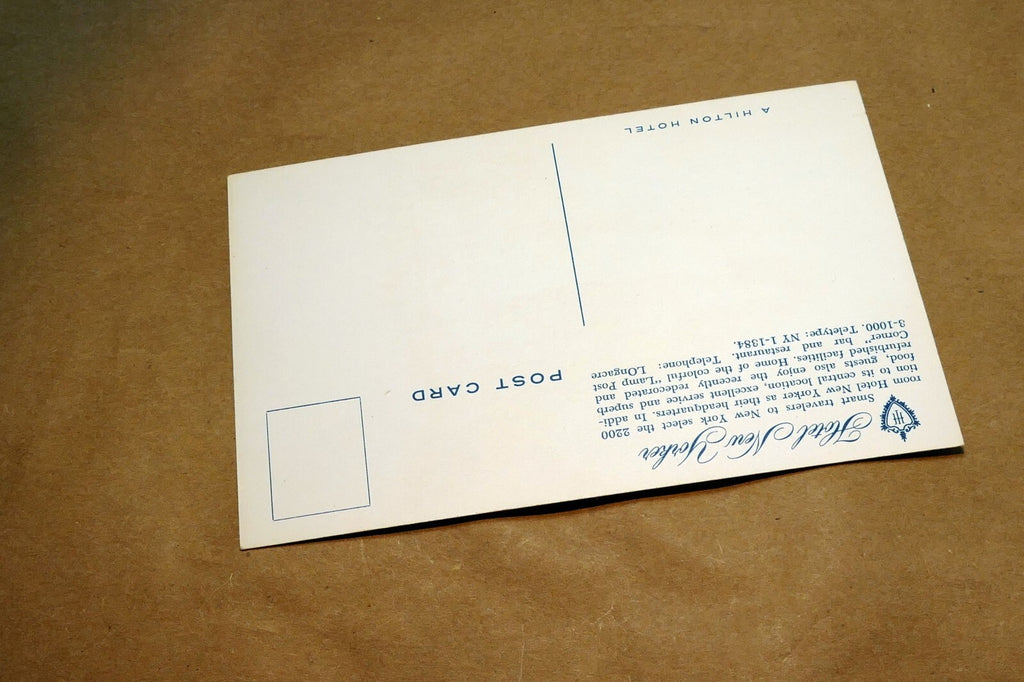 Hotel New Yorker
Smart travelers to New York select the 2200
room Hotel New Yorker as their headquarters. In addi-
tion to its central location, excellent service and superb
food, guests also enjoy the recently redecorated and
refurbished facilities. Home of the colorful "Lamp Post
Corner" bar and restaurant. Telephone: LOngacre
3-1000. Teletype: NY 1-1384.
POST CARD
A HILTON HOTEL